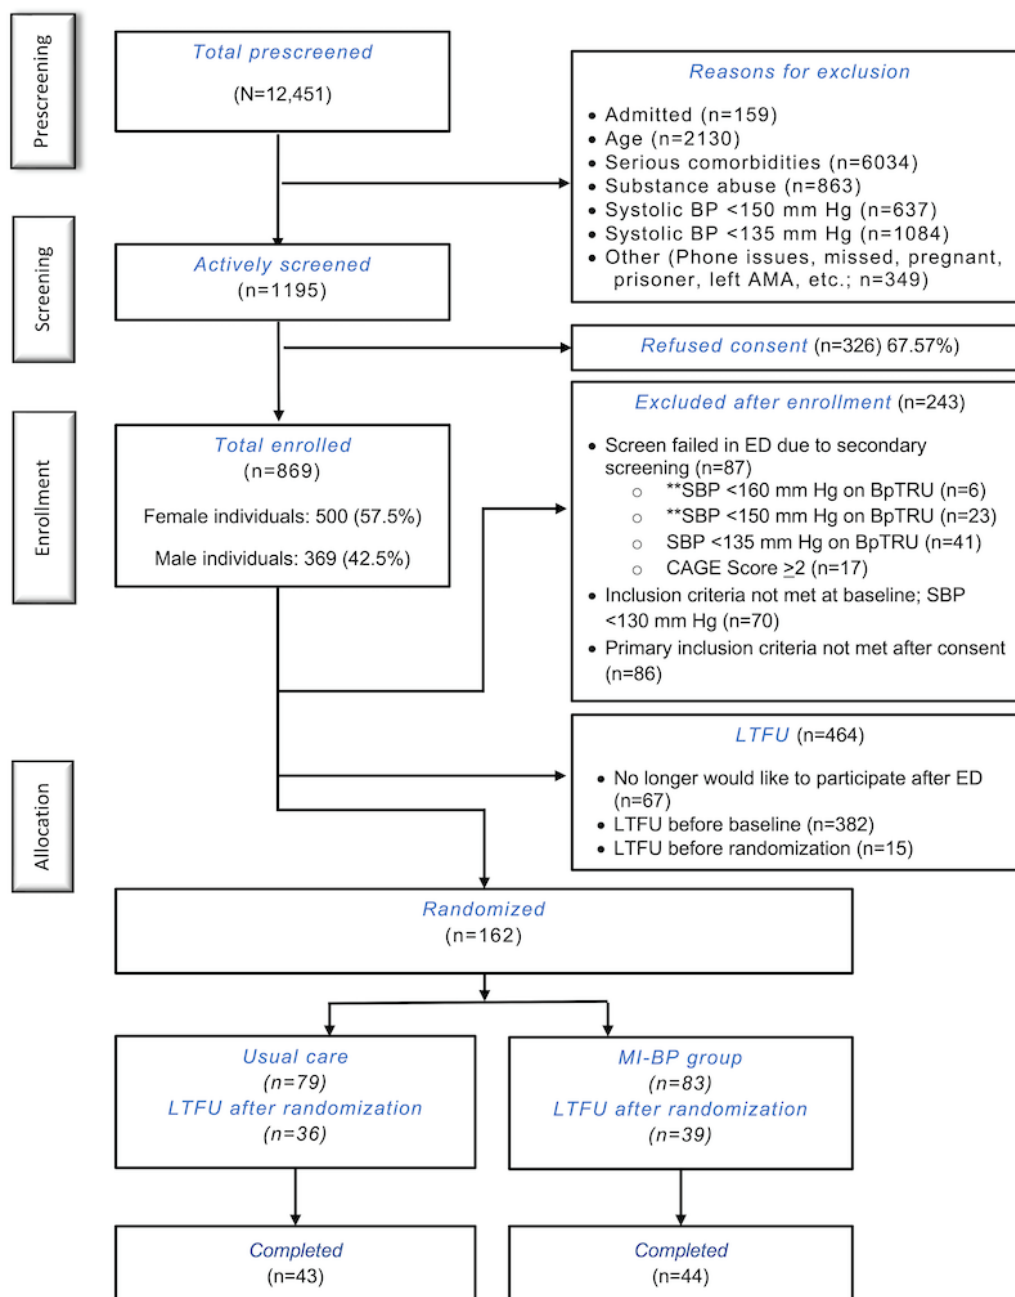 Prescreening
Total prescreened
(N=12,451)
Reasons for exclusion
• Admitted (n=159)
• Age (n=2130)
• Serious comorbidities (n=6034)
• Substance abuse (n=863)
• Systolic BP <150 mm Hg (n=637)
• Systolic BP <135 mm Hg (n=1084)
• Other (Phone issues, missed, pregnant,
prisoner, left AMA, etc.; n=349)
Screening
Actively screened
(n=1195)
Refused consent (n=326) 67.57%)
Enrollment
Total enrolled
(n=869)
Female individuals: 500 (57.5%)
Male individuals: 369 (42.5%)
Excluded after enrollment (n=243)
• Screen failed in ED due to secondary
screening (n=87)
○ **SBP <160 mm Hg on BpTRU (n=6)
○ **SBP <150 mm Hg on BpTRU (n=23)
○ SBP <135 mm Hg on BpTRU (n=41)
○ CAGE Score ≥2 (n=17)
• Inclusion criteria not met at baseline; SBP
<130 mm Hg (n=70)
• Primary inclusion criteria not met after consent
(n=86)
Allocation
LTFU (n=464)
• No longer would like to participate after ED
(n=67)
• LTFU before baseline (n=382)
• LTFU before randomization (n=15)
Randomized
(n=162)
Usual care
(n=79)
LTFU after randomization
(n=36)
MI-BP group
(n=83)
LTFU after randomization
(n=39)
Completed
(n=43)
Completed
(n=44)